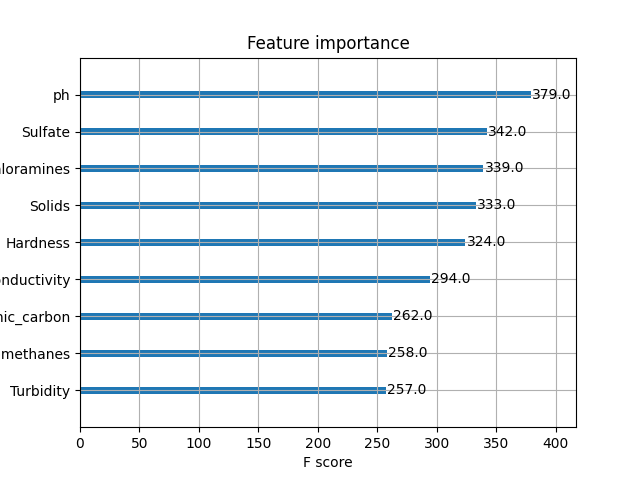 Feature importance
ph 379.0
Sulfate 342.0
loramines 339.0
Solids 333.0
Hardness 324.0
onductivity 294.0
nic_carbon 262.0
methanes 258.0
Turbidity 257.0
0 50 100 150 200 250 300 350 400
F score